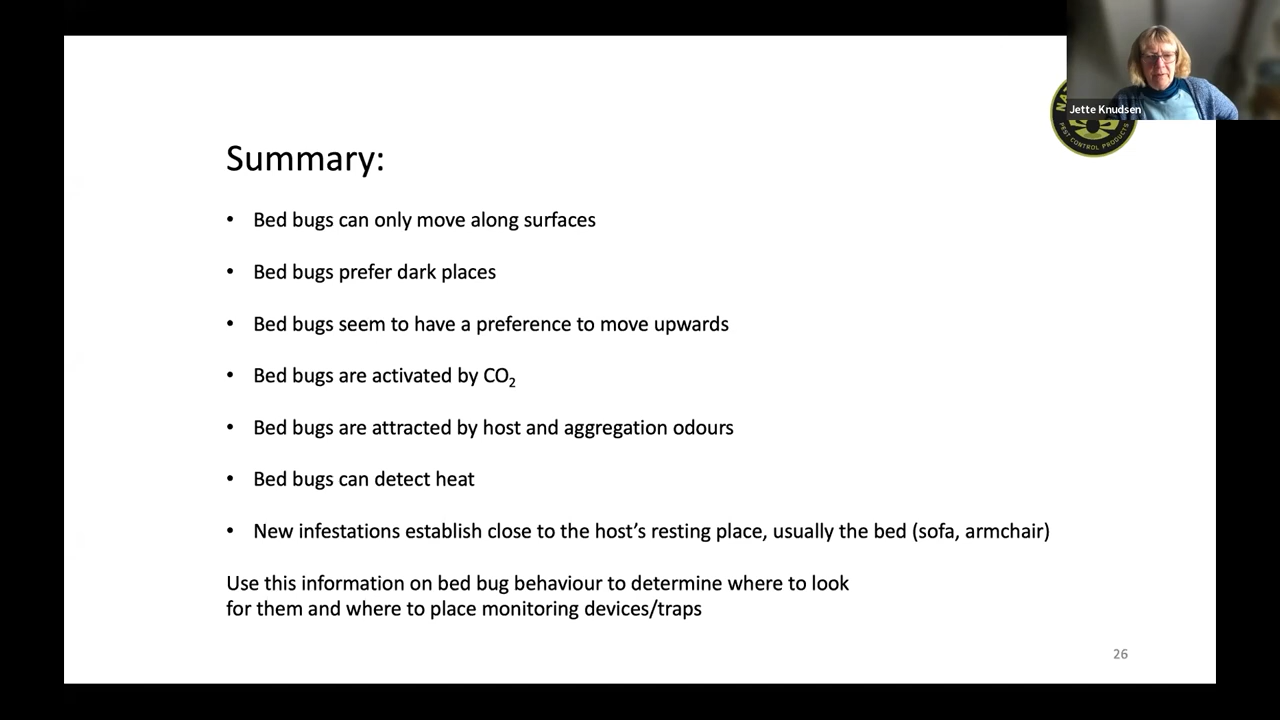 Jette Knudsen
NA
PEST CONTROL PRODUCTS
Summary:
• Bed bugs can only move along surfaces
• Bed bugs prefer dark places
• Bed bugs seem to have a preference to move upwards
• Bed bugs are activated by CO₂
• Bed bugs are attracted by host and aggregation odours
• Bed bugs can detect heat
• New infestations establish close to the host’s resting place, usually the bed (sofa, armchair)
Use this information on bed bug behaviour to determine where to look
for them and where to place monitoring devices/traps
26